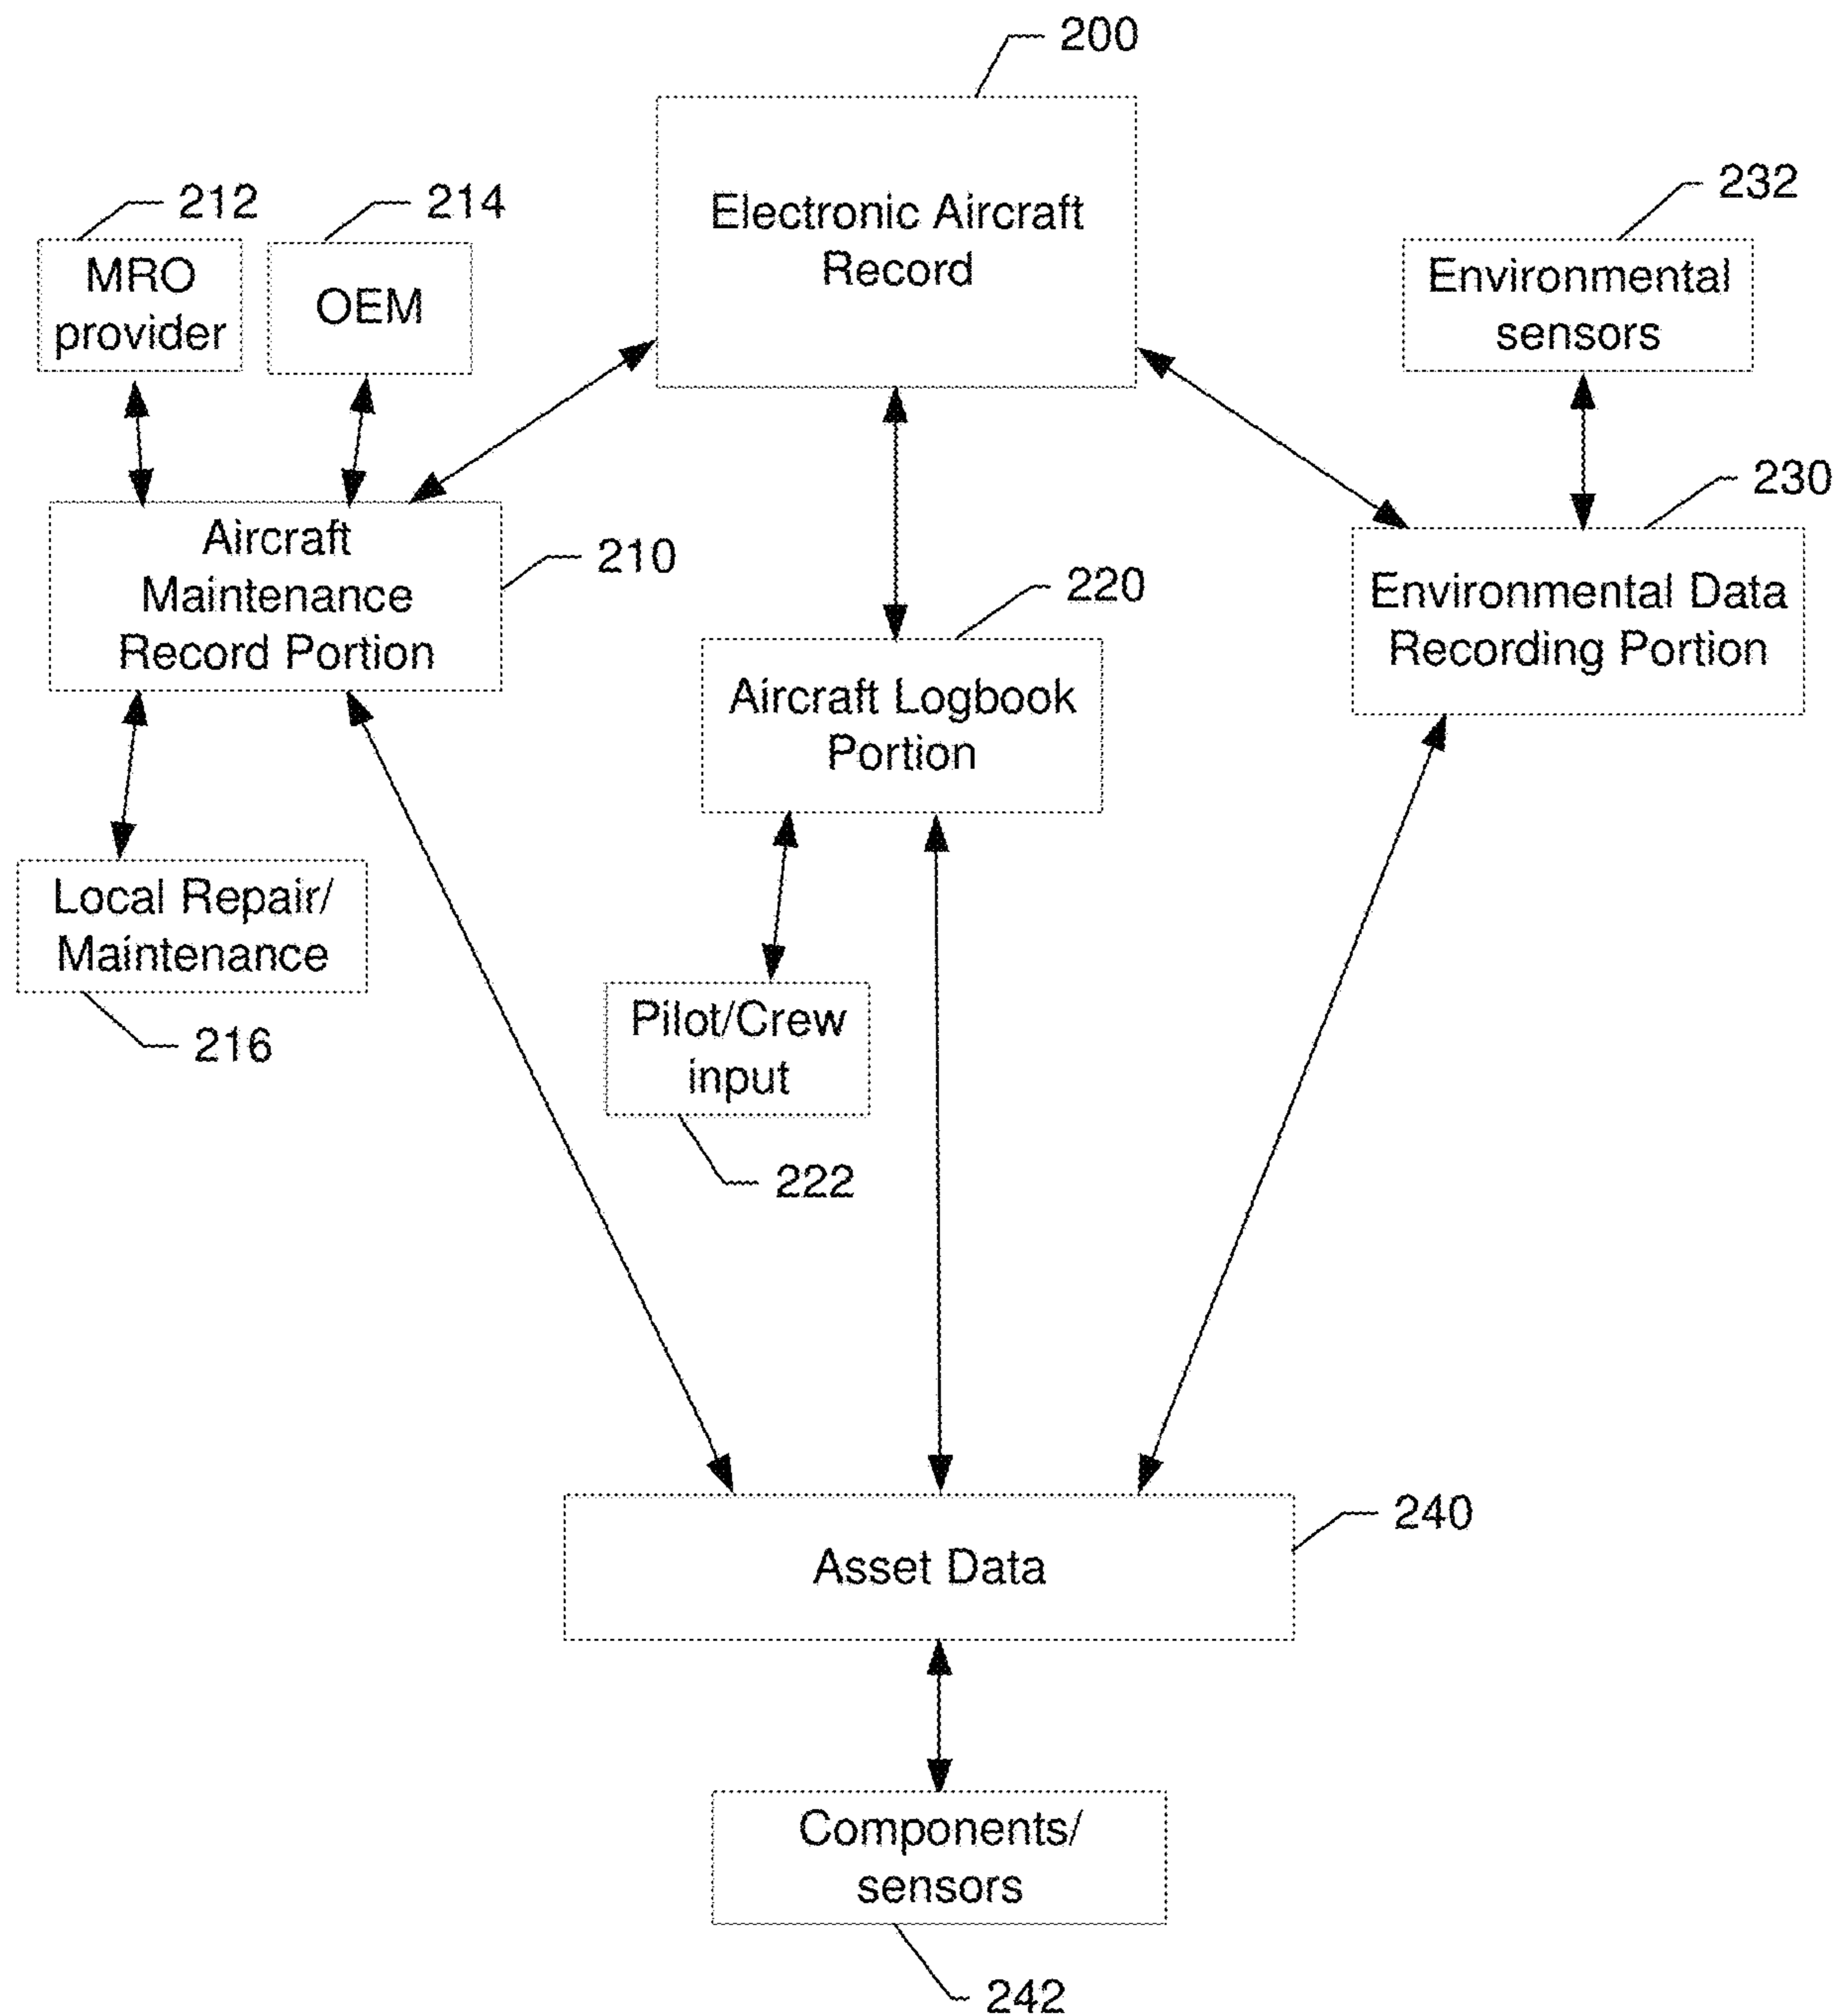 200
Electronic Aircraft
Record
212
MRO
provider
214
OEM
232
Environmental
sensors
230
Environmental Data
Recording Portion
210
Aircraft
Maintenance
Record Portion
220
Aircraft Logbook
Portion
Local Repair/
Maintenance
216
Pilot/Crew
input
222
240
Asset Data
Components/
sensors
242